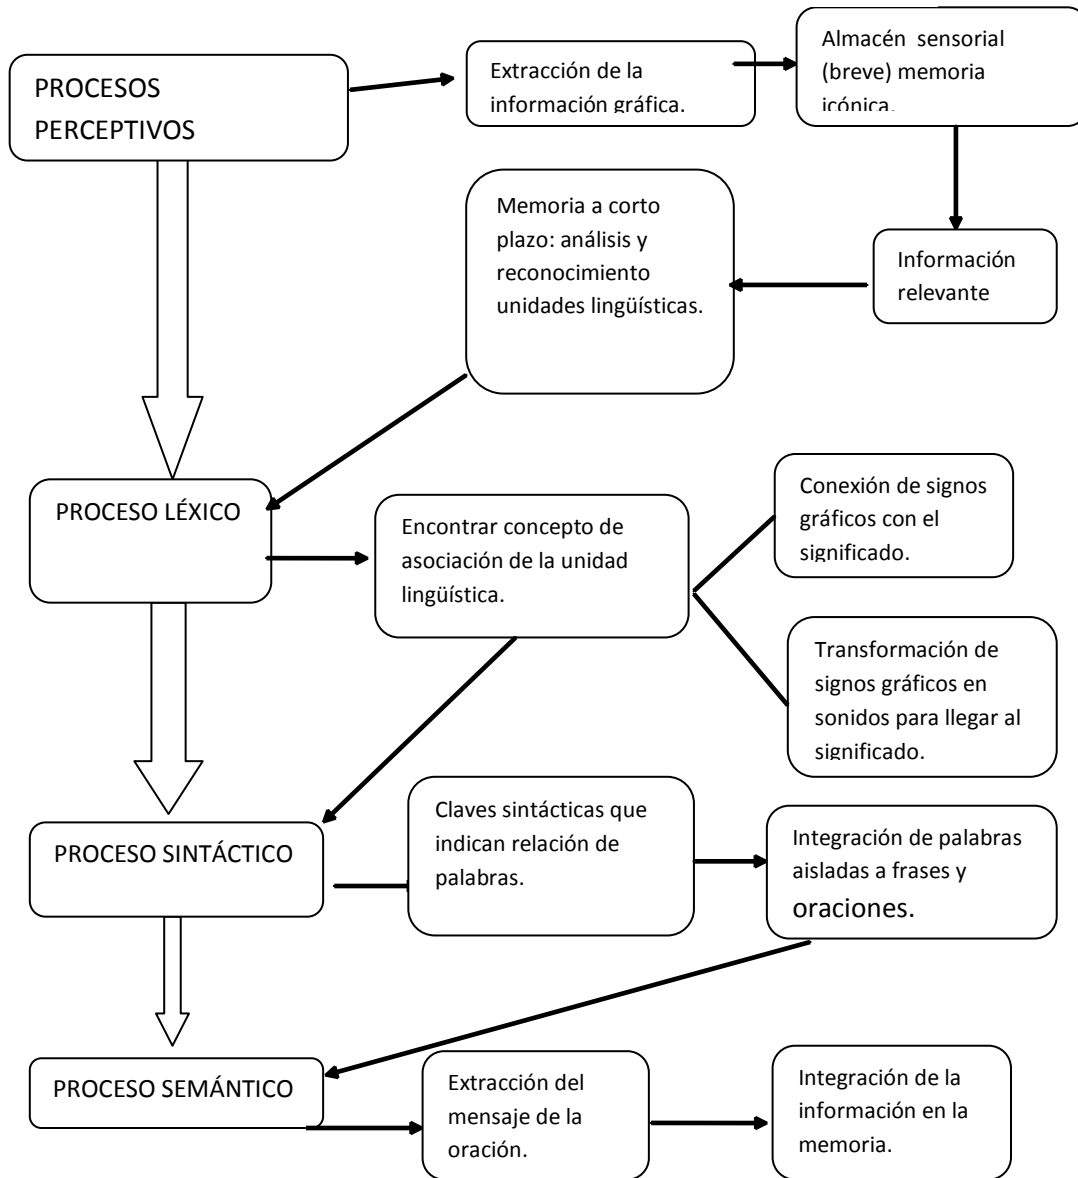 PROCESOS
PERCEPTIVOS
Extracción de la
información gráfica.
Almacén sensorial
(breve) memoria
icónica.
Información
relevante
Memoria a corto
plazo: análisis y
reconocimiento
unidades lingüísticas.
PROCESO LÉXICO
Encontrar concepto de
asociación de la unidad
lingüística.
Conexión de signos
gráficos con el
significado.
Transformación de
signos gráficos en
sonidos para llegar al
significado.
PROCESO SINTÁCTICO
Claves sintácticas que
indican relación de
palabras.
Integración de palabras
aisladas a frases y
oraciones.
PROCESO SEMÁNTICO
Extracción del
mensaje de la
oración.
Integración de la
información en la
memoria.